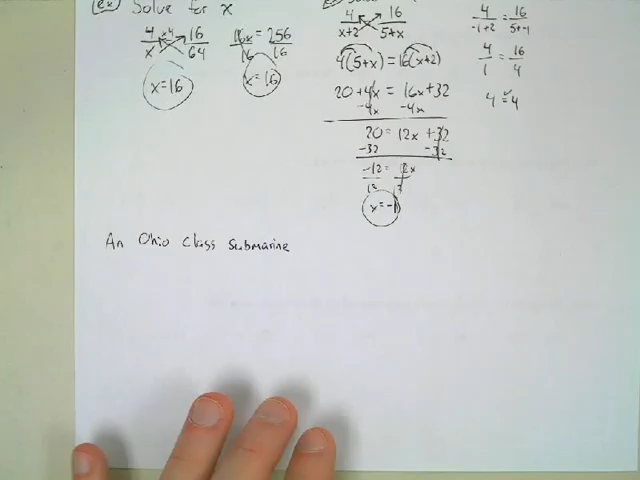 (ex) Solve for x
4/x ×4 16/64
16x = 256
16 16
x=16
x=16
4/x+2 16/5+x
4(5+x)=16(x+2)
20+4x = 16x+32
-4x -4x
20 = 12x +32
-32 -32
-12 = 12x
12 12
x=-1
4/-1+2 = 16/5+-1
4/1 = 16/4
4=4 ✓
An Ohio Class Submarine